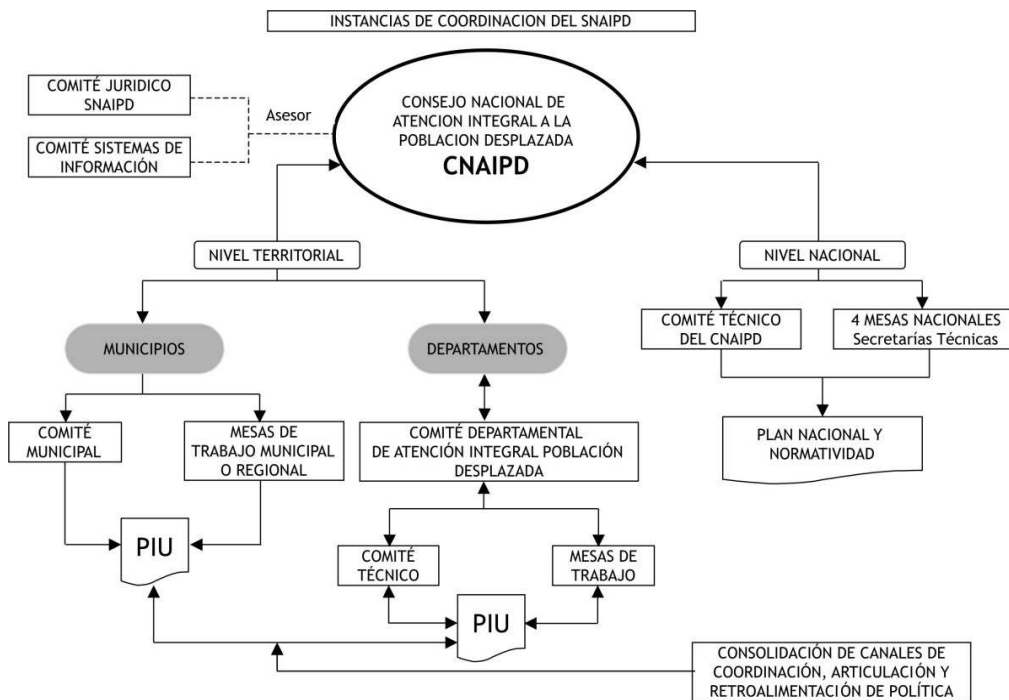 INSTANCIAS DE COORDINACION DEL SNAIPD
COMITÉ JURIDICO
SNAIPD
COMITÉ SISTEMAS DE
INFORMACIÓN
Asesor
CONSEJO NACIONAL DE
ATENCION INTEGRAL A LA
POBLACION DESPLAZADA
CNAIPD
NIVEL TERRITORIAL
NIVEL NACIONAL
MUNICIPIOS
DEPARTAMENTOS
COMITÉ TÉCNICO
DEL CNAIPD
4 MESAS NACIONALES
Secretarías Técnicas
COMITÉ
MUNICIPAL
MESAS DE
TRABAJO MUNICIPAL
O REGIONAL
COMITÉ DEPARTAMENTAL
DE ATENCIÓN INTEGRAL POBLACIÓN
DESPLAZADA
PLAN NACIONAL Y
NORMATIVIDAD
PIU
COMITÉ
TÉCNICO
MESAS DE
TRABAJO
PIU
CONSOLIDACIÓN DE CANALES DE
COORDINACIÓN, ARTICULACIÓN Y
RETROALIMENTACIÓN DE POLÍTICA